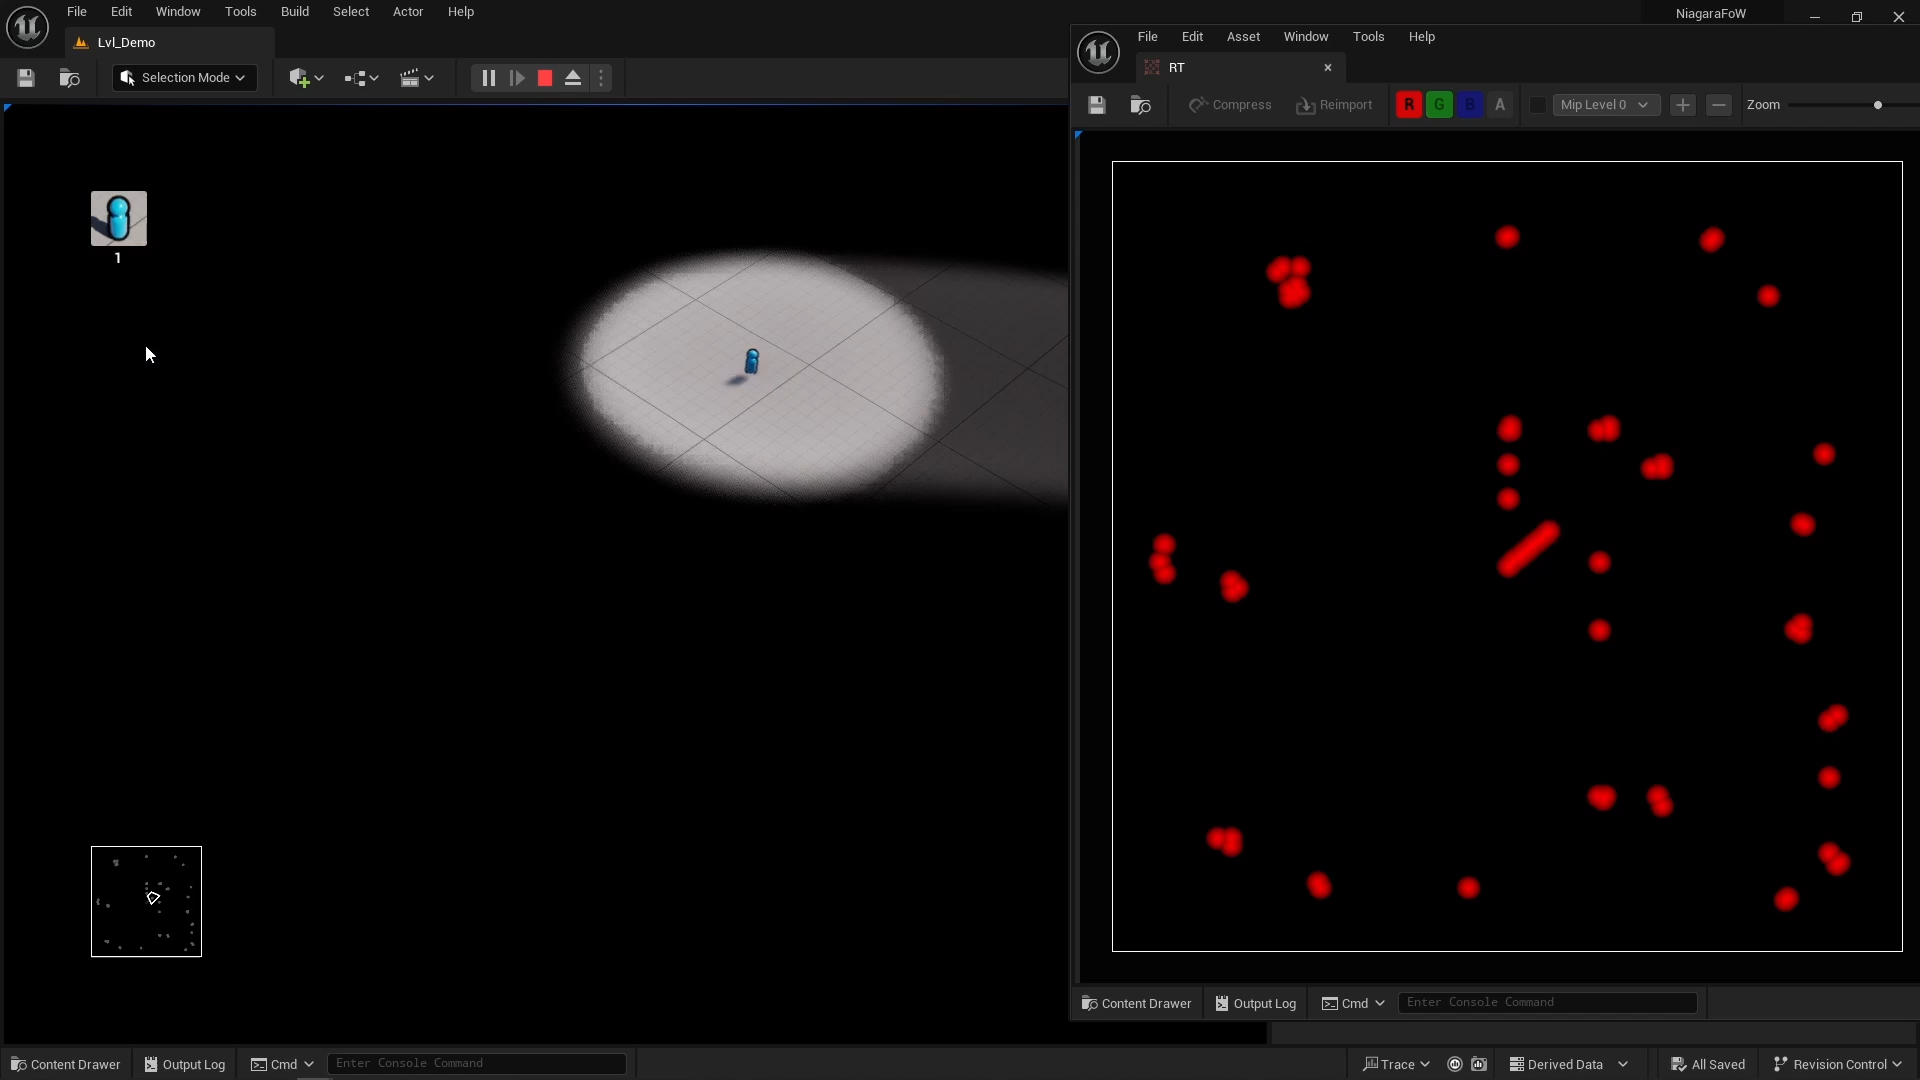 File Edit Window Tools Build Select Actor Help
NiagaraFoW
Lvl_Demo
Selection Mode
1
File Edit Asset Window Tools Help
RT
Compress Reimport R G B A Mip Level 0 Zoom
Content Drawer Output Log Cmd Enter Console Command
Content Drawer Output Log Cmd Enter Console Command Trace Derived Data All Saved Revision Control